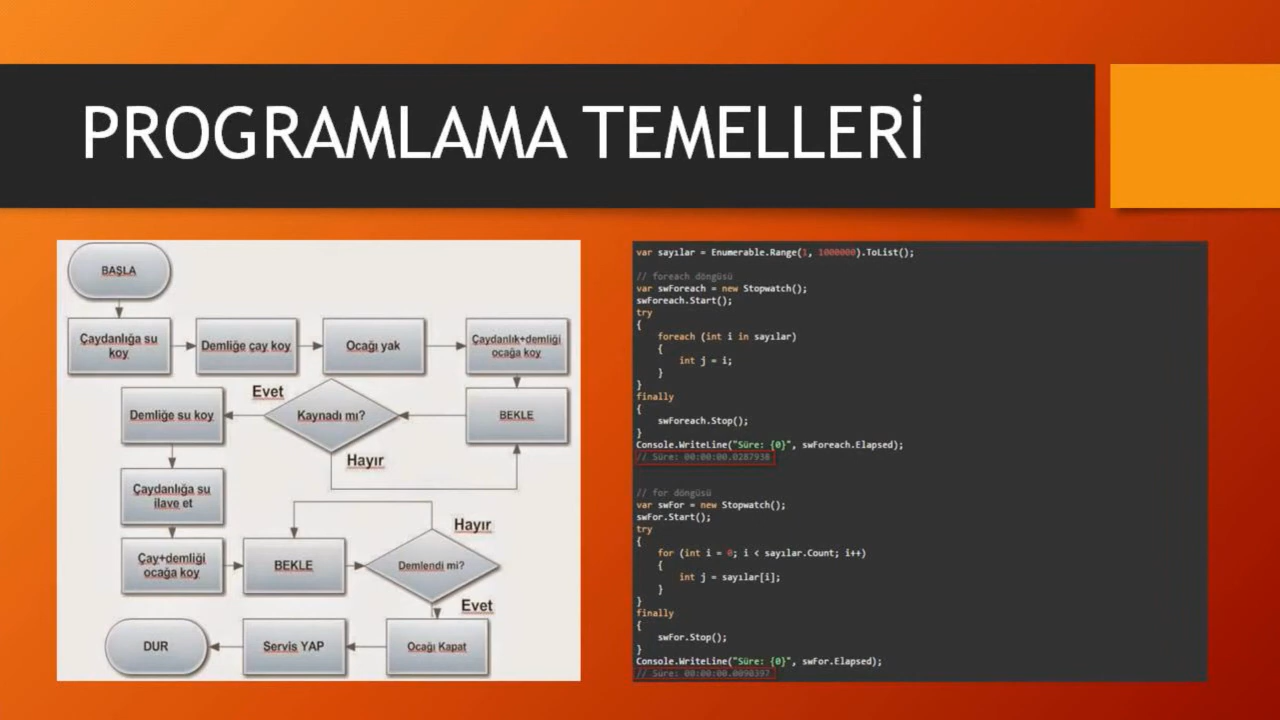 PROGRAMLAMA TEMELLERİ
BAŞLA
Çaydanlığa su
koy
Demliğe çay koy
Ocağı yak
Çaydanlık+demliği
ocağa koy
BEKLE
Kaynadı mı?
Evet
Hayır
Demliğe su koy
Çaydanlığa su
ilave et
Çay+demliği
ocağa koy
BEKLE
Demlendi mi?
Hayır
Evet
Ocağı Kapat
Servis YAP
DUR
var sayılar = Enumerable.Range(1, 1000000).ToList();
// foreach döngüsü
var swForeach = new Stopwatch();
swForeach.Start();
try
{
foreach (int i in sayılar)
{
int j = i;
}
}
finally
{
swForeach.Stop();
}
Console.WriteLine("Süre: {0}", swForeach.Elapsed);
// Süre: 00:00:00.0287938
// for döngüsü
var swFor = new Stopwatch();
swFor.Start();
try
{
for (int i = 0; i < sayılar.Count; i++)
{
int j = sayılar[i];
}
}
finally
{
swFor.Stop();
}
Console.WriteLine("Süre: {0}", swFor.Elapsed);
// Süre: 00:00:00.0090397